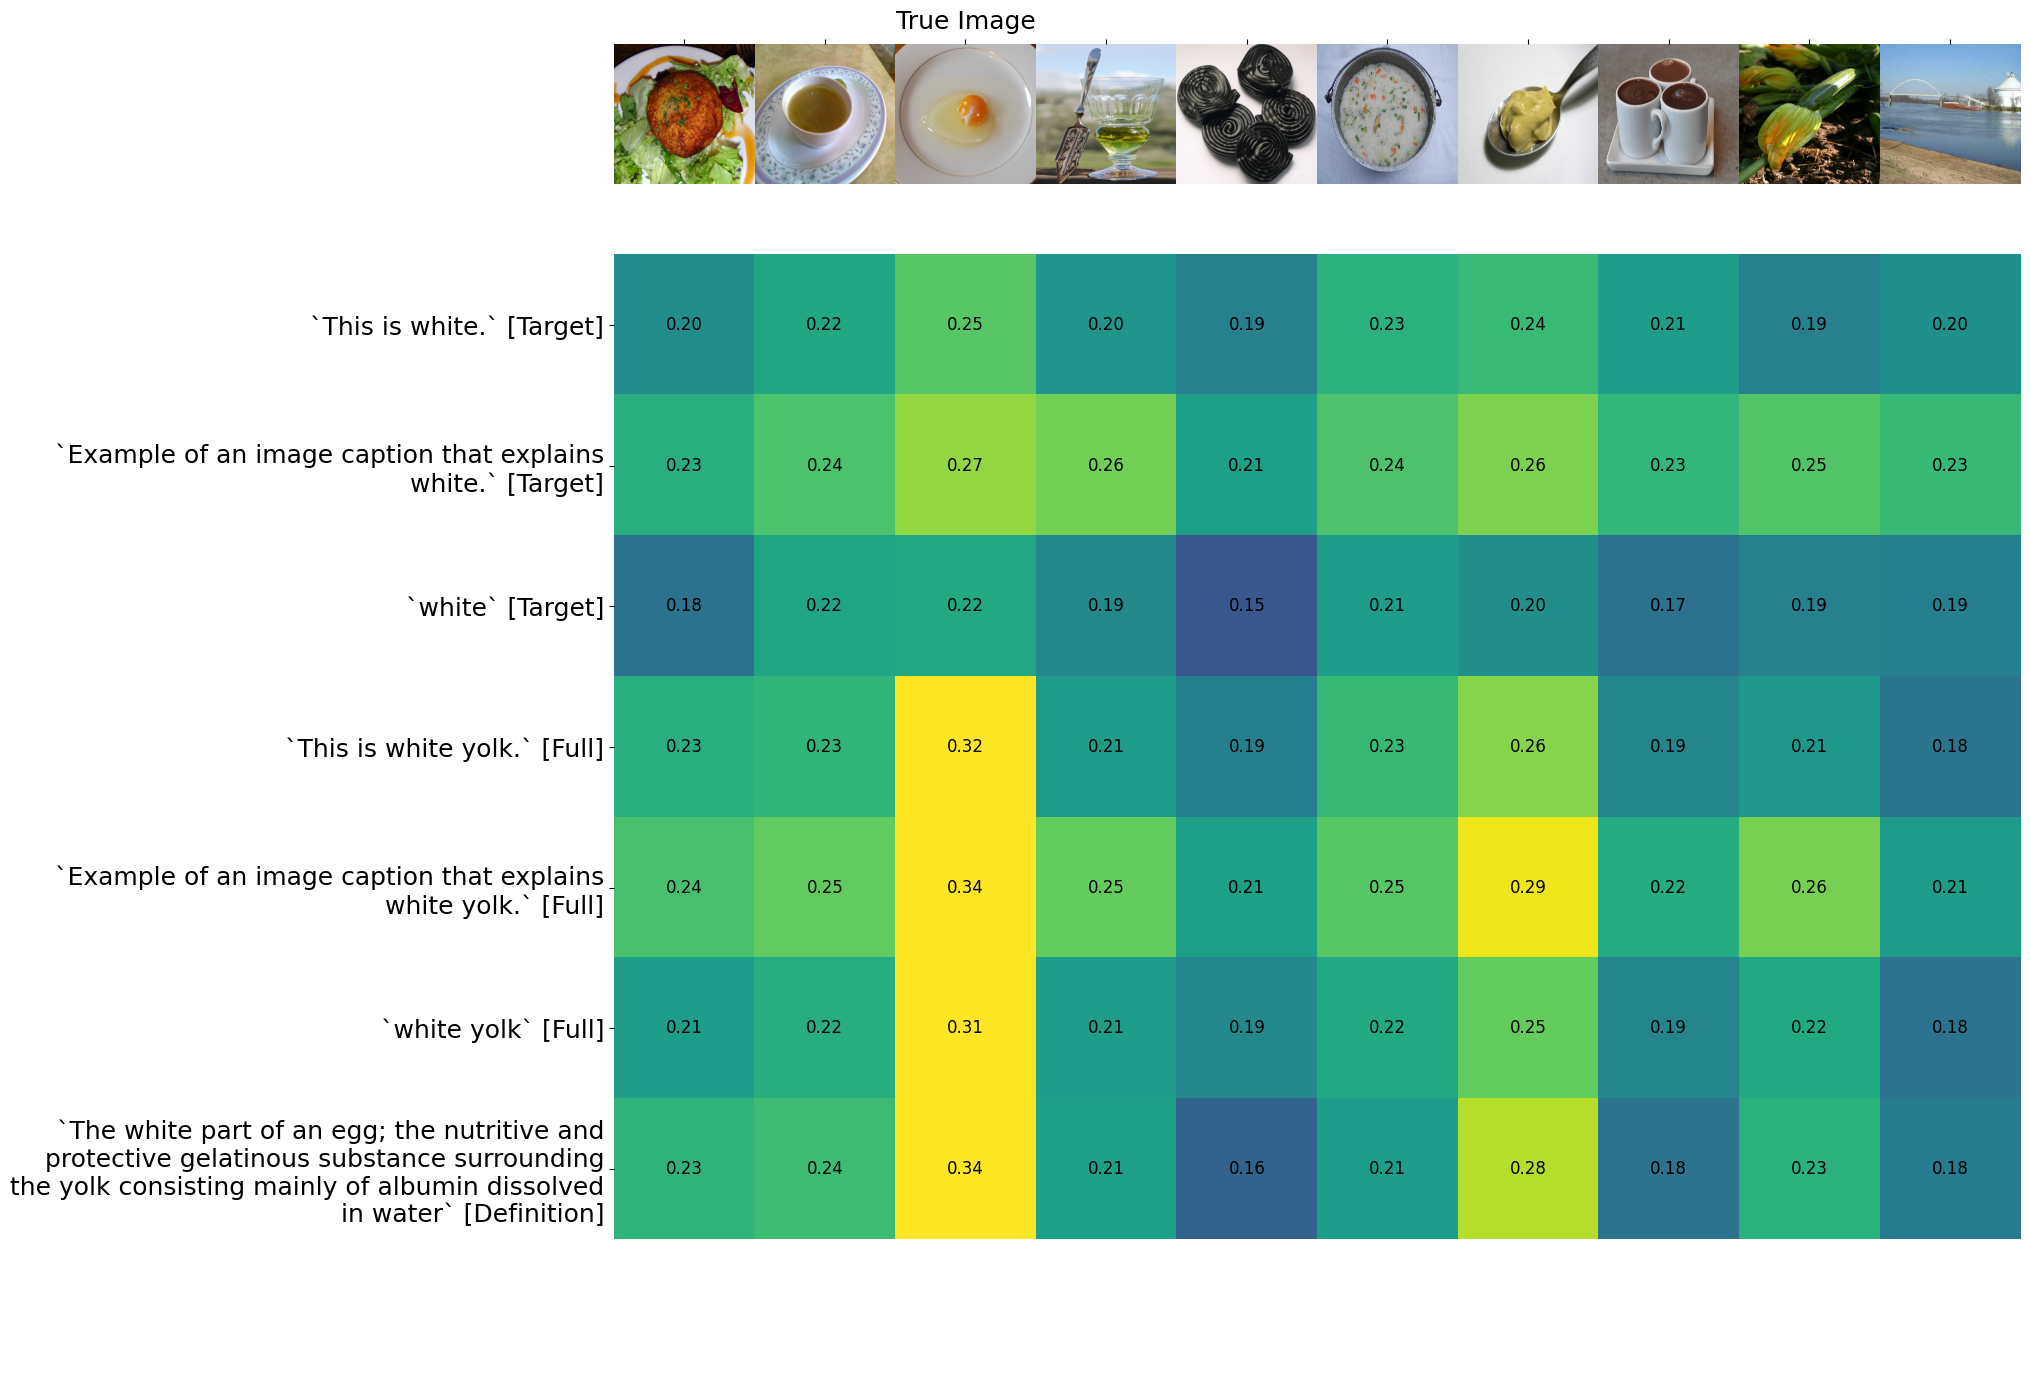 True Image
`This is white.` [Target]
0.20 0.22 0.25 0.20 0.19 0.23 0.24 0.21 0.19 0.20
`Example of an image caption that explains
white.` [Target]
0.23 0.24 0.27 0.26 0.21 0.24 0.26 0.23 0.25 0.23
`white` [Target]
0.18 0.22 0.22 0.19 0.15 0.21 0.20 0.17 0.19 0.19
`This is white yolk.` [Full]
0.23 0.23 0.32 0.21 0.19 0.23 0.26 0.19 0.21 0.18
`Example of an image caption that explains
white yolk.` [Full]
0.24 0.25 0.34 0.25 0.21 0.25 0.29 0.22 0.26 0.21
`white yolk` [Full]
0.21 0.22 0.31 0.21 0.19 0.22 0.25 0.19 0.22 0.18
`The white part of an egg; the nutritive and
protective gelatinous substance surrounding
the yolk consisting mainly of albumin dissolved
in water` [Definition]
0.23 0.24 0.34 0.21 0.16 0.21 0.28 0.18 0.23 0.18